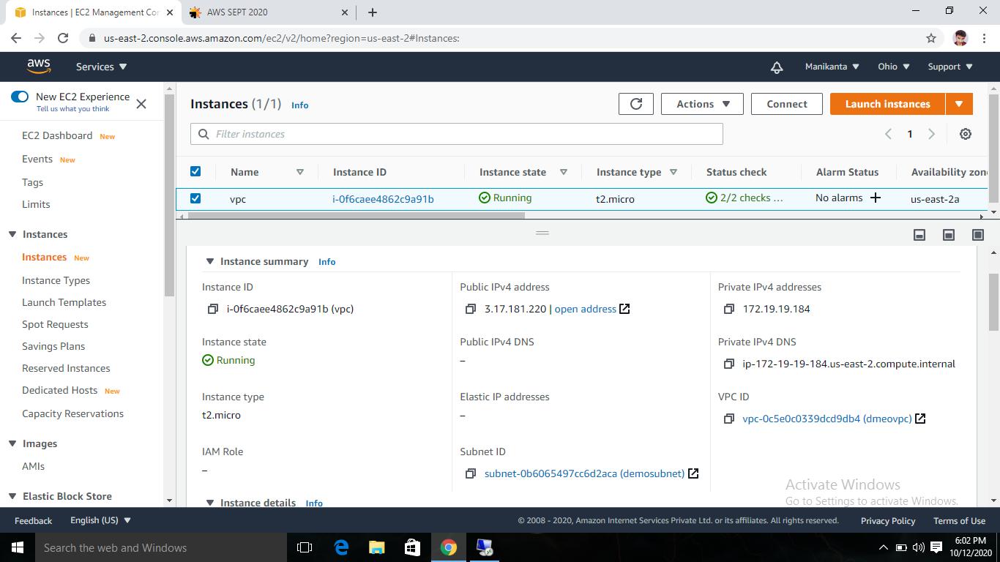 Instances | EC2 Management Con
AWS SEPT 2020
us-east-2.console.aws.amazon.com/ec2/v2/home?region=us-east-2#Instances:
aws Services Manikanta Ohio Support
New EC2 Experience
Tell us what you think
EC2 Dashboard New
Events New
Tags
Limits
Instances
Instances New
Instance Types
Launch Templates
Spot Requests
Savings Plans
Reserved Instances
Dedicated Hosts New
Capacity Reservations
Images
AMIs
Elastic Block Store
Instances (1/1) Info
Actions
Connect
Launch instances
Filter instances
1
Name Instance ID Instance state Instance type Status check Alarm Status Availability zone
vpc i-0f6caee4862c9a91b Running t2.micro 2/2 checks ... No alarms + us-east-2a
Instance summary Info
Instance ID
i-0f6caee4862c9a91b (vpc)
Public IPv4 address
3.17.181.220 | open address
Private IPv4 addresses
172.19.19.184
Instance state
Running
Public IPv4 DNS
–
Private IPv4 DNS
ip-172-19-19-184.us-east-2.compute.internal
Instance type
t2.micro
Elastic IP addresses
–
VPC ID
vpc-0c5e0c0339dcd9db4 (dmeovpc)
IAM Role
–
Subnet ID
subnet-0b6065497cc6d2aca (demosubnet)
Instance details Info
Activate Windows
Go to Settings to activate Windows.
Feedback English (US) © 2008 - 2020, Amazon Internet Services Private Ltd. or its affiliates. All rights reserved. Privacy Policy Terms of Use
Search the web and Windows
6:02 PM
10/12/2020